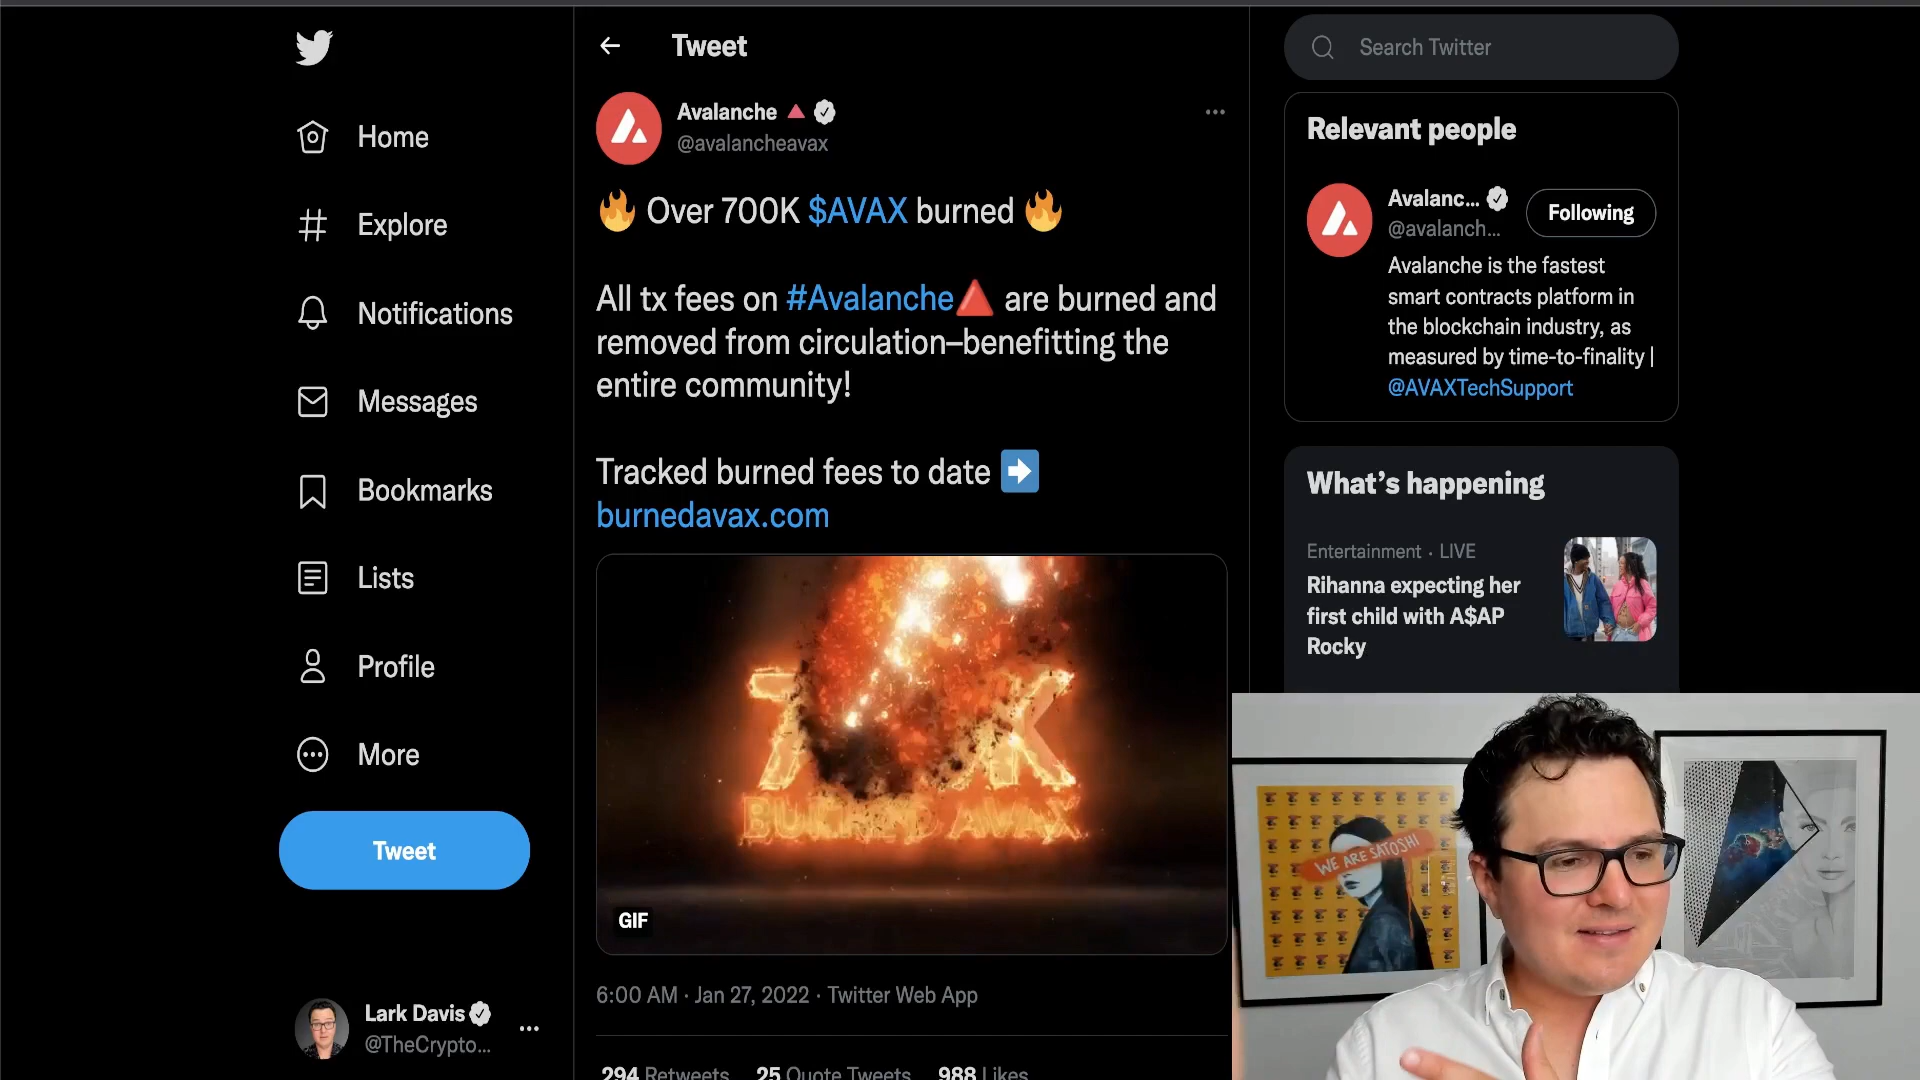 Home
Explore
Notifications
Messages
Bookmarks
Lists
Profile
More
Tweet
Lark Davis
@TheCrypto...
Tweet
Avalanche
@avalancheavax
Over 700K $AVAX burned
All tx fees on #Avalanche are burned and
removed from circulation–benefitting the
entire community!
Tracked burned fees to date
burnedavax.com
BURNED AVAX
GIF
6:00 AM · Jan 27, 2022 · Twitter Web App
294 Retweets 25 Quote Tweets 988 Likes
Search Twitter
Relevant people
Avalanc...
@avalanch...
Following
Avalanche is the fastest
smart contracts platform in
the blockchain industry, as
measured by time-to-finality |
@AVAXTechSupport
What's happening
Entertainment · LIVE
Rihanna expecting her
first child with A$AP
Rocky
WE ARE SATOSHI